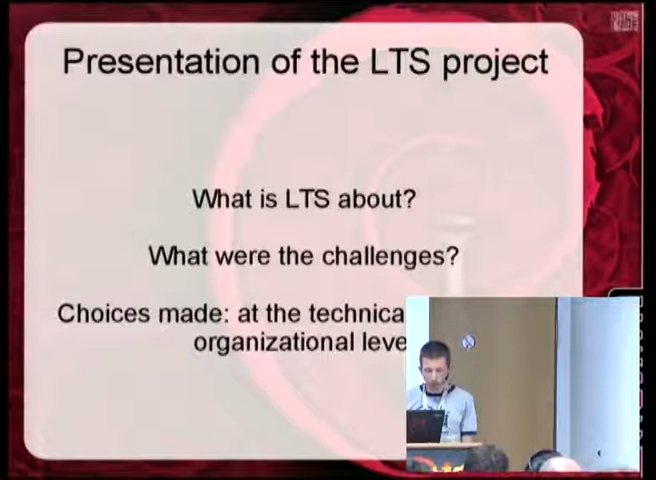 Presentation of the LTS project
What is LTS about?
What were the challenges?
Choices made: at the technica
organizational leve